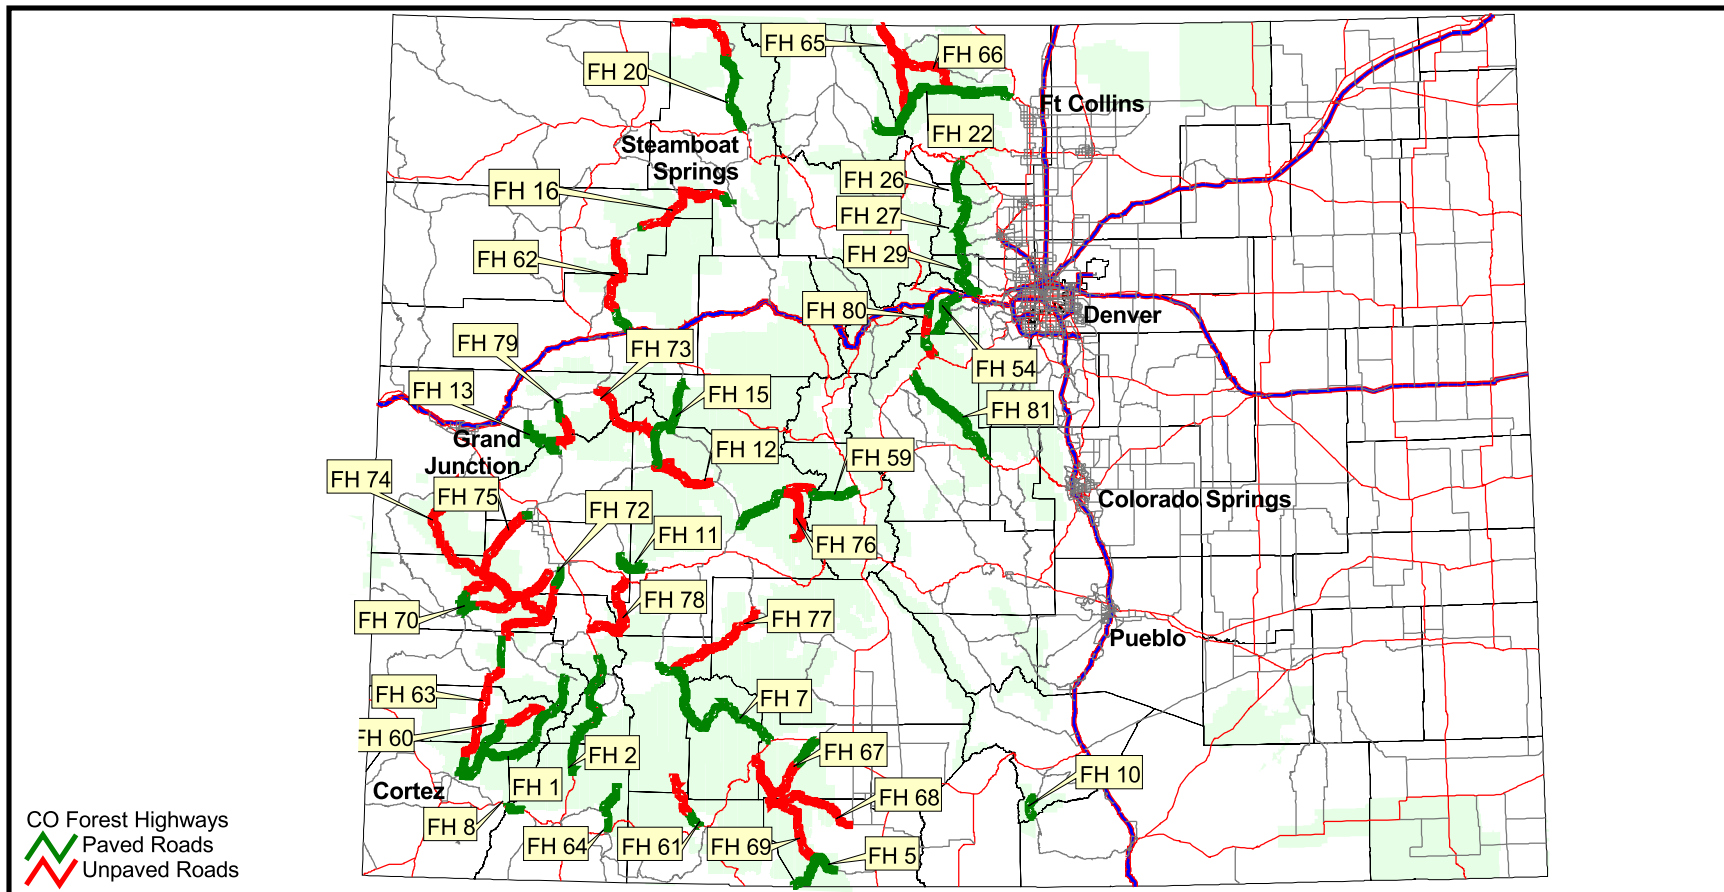 FH 65
FH 66
FH 20
Ft Collins
FH 22
Steamboat
Springs
FH 26
FH 16
FH 27
FH 29
FH 62
FH 80
Denver
FH 79
FH 73
FH 54
FH 13
FH 15
FH 81
Grand
Junction
FH 12
FH 59
FH 74
FH 75
Colorado Springs
FH 72
FH 11
FH 76
FH 78
FH 70
FH 77
Pueblo
FH 63
FH 7
FH 60
FH 2
FH 67
FH 10
Cortez
FH 1
FH 68
FH 8
FH 64
FH 61
FH 69
FH 5
CO Forest Highways
Paved Roads
Unpaved Roads